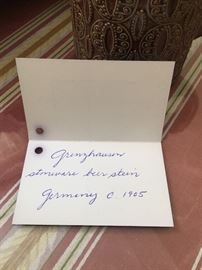 Grenzhausen
stoneware beer stein
Germany C. 1905